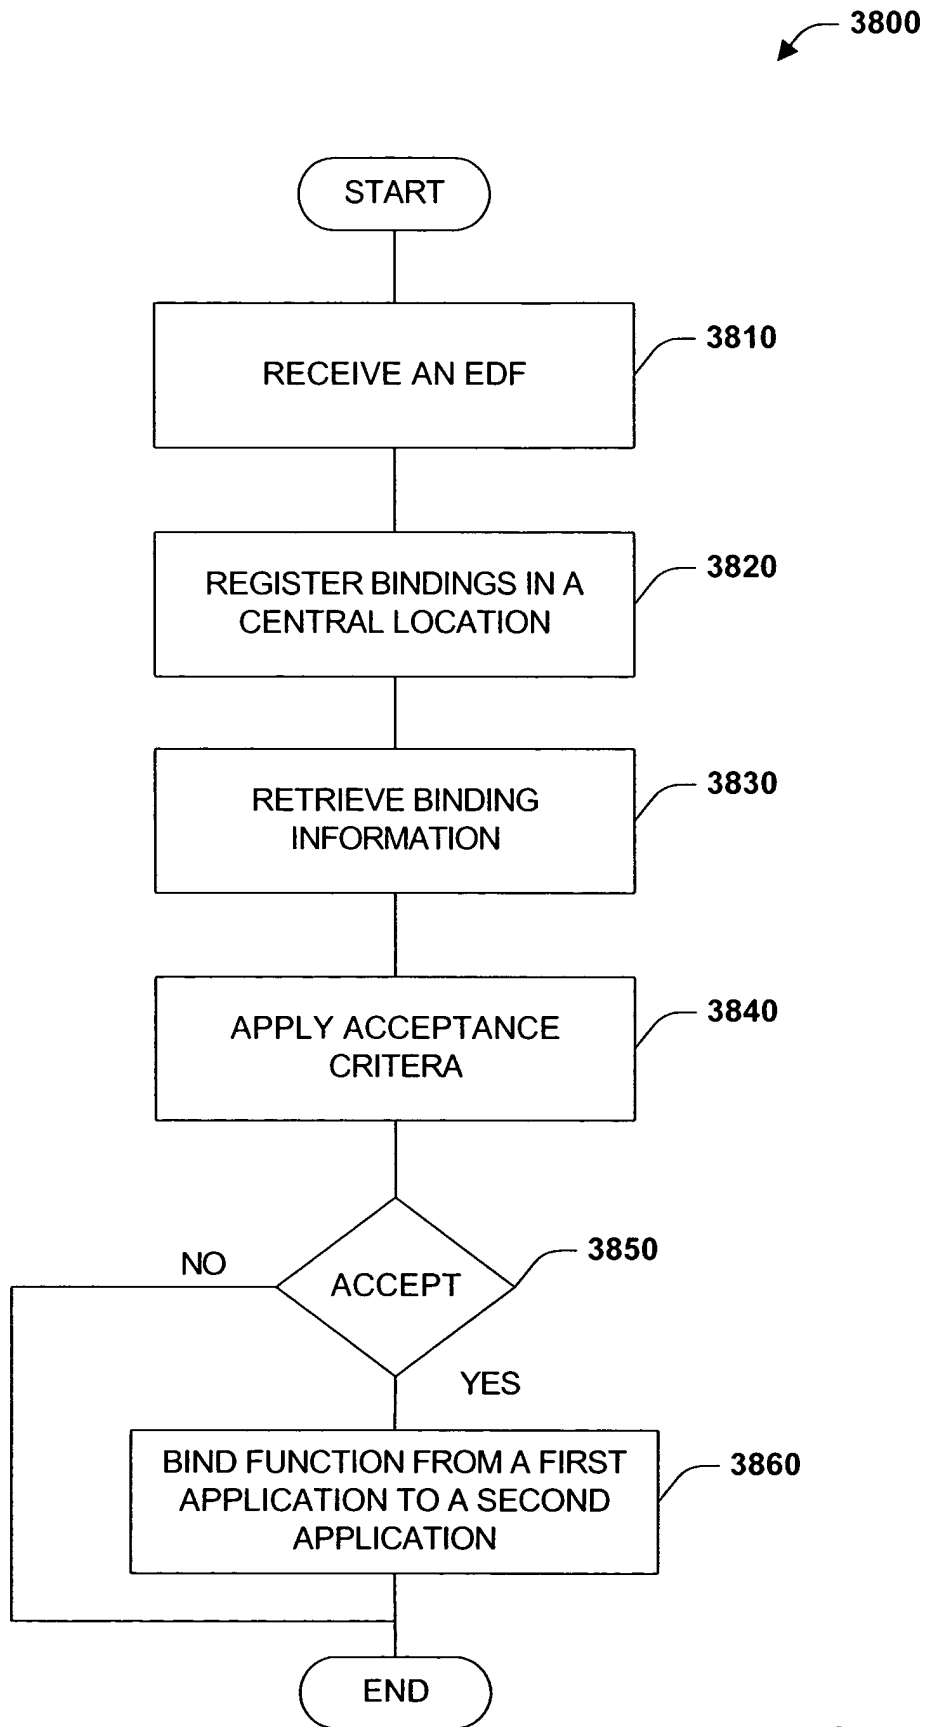 3800
START
RECEIVE AN EDF
3810
REGISTER BINDINGS IN A
CENTRAL LOCATION
3820
RETRIEVE BINDING
INFORMATION
3830
APPLY ACCEPTANCE
CRITERA
3840
NO
ACCEPT
3850
YES
BIND FUNCTION FROM A FIRST
APPLICATION TO A SECOND
APPLICATION
3860
END